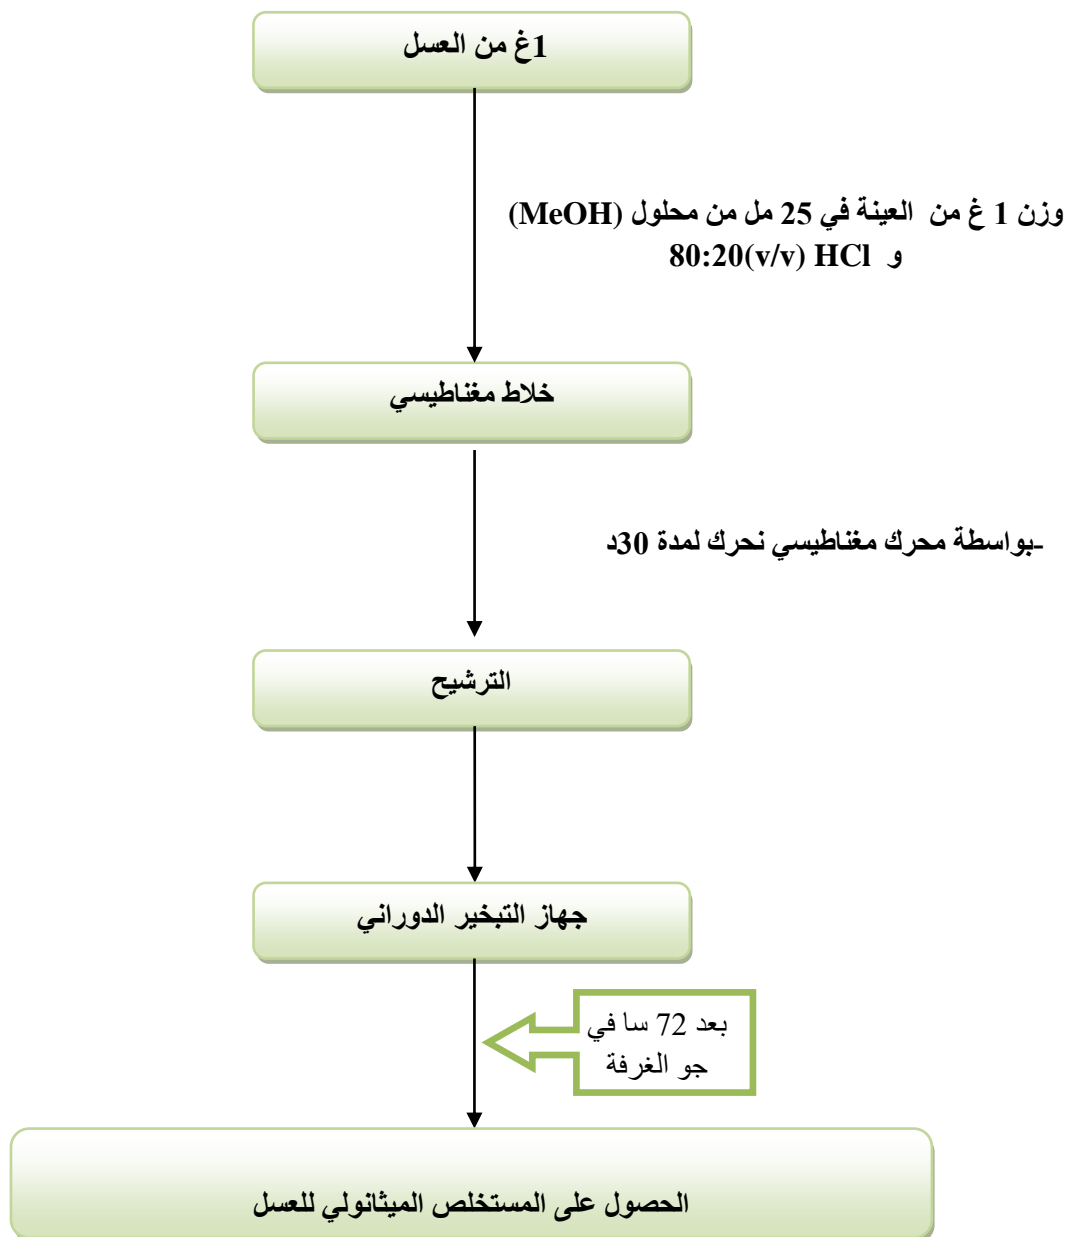 1غ من العسل
وزن 1 غ من العينة في 25 مل من محلول (MeOH)
و 80:20(v/v) HCl
خلاط مغناطيسي
-بواسطة محرك مغناطيسي نحرك لمدة 30د
الترشيح
جهاز التبخير الدوراني
بعد 72 سا في
جو الغرفة
الحصول على المستخلص الميثانولي للعسل